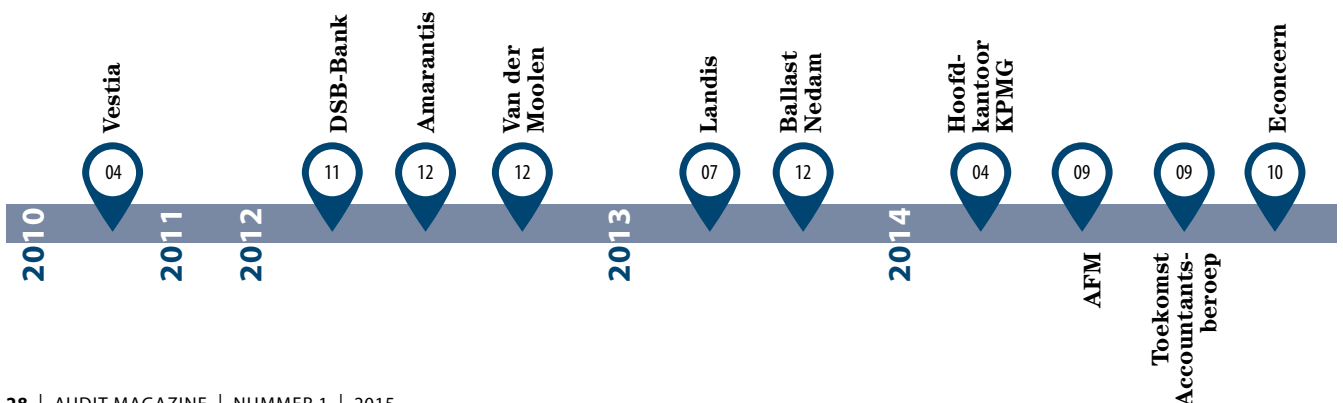 Vestia
DSB-Bank
Amarantis
Van der
Moolen
Landis
Ballast
Nedam
Hoofd-
kantoor
KPMG
Econcern
04
11
12
12
07
12
04
09
09
10
2010
2011
2012
2013
2014
AFM
Toekomst
Accountants-
beroep
28 | AUDIT MAGAZINE | NUMMER 1 | 2015